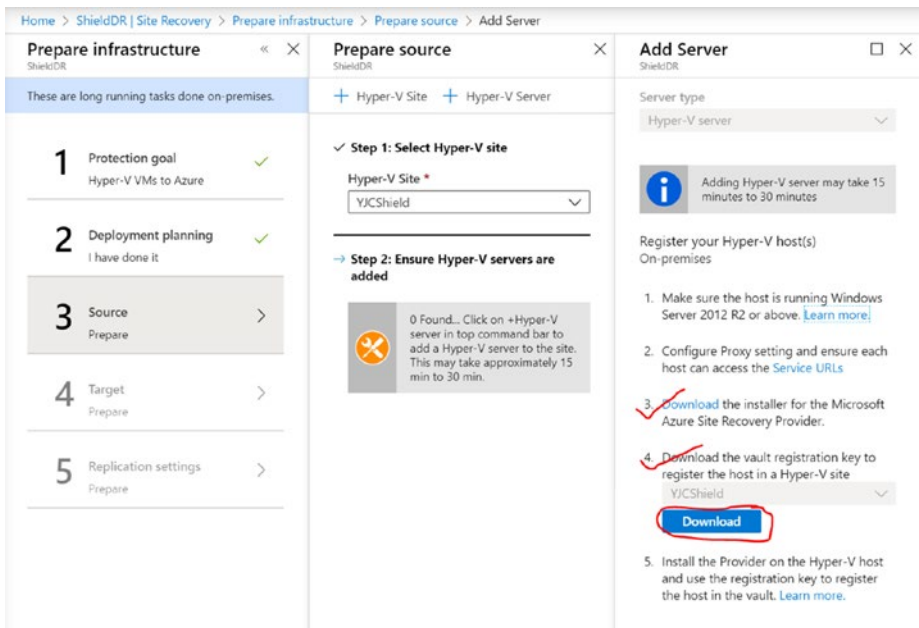 Home > ShieldDR | Site Recovery > Prepare infrastructure > Prepare source > Add Server
Prepare infrastructure
ShieldDR
These are long running tasks done on-premises.
1
Protection goal
Hyper-V VMs to Azure
2
Deployment planning
I have done it
3
Source
Prepare
4
Target
Prepare
5
Replication settings
Prepare
Prepare source
ShieldDR
+ Hyper-V Site + Hyper-V Server
Step 1: Select Hyper-V site
Hyper-V Site *
YJCShield
Step 2: Ensure Hyper-V servers are
added
0 Found... Click on +Hyper-V
server in top command bar to
add a Hyper-V server to the site.
This may take approximately 15
min to 30 min.
Add Server
ShieldDR
Server type
Hyper-V server
Adding Hyper-V server may take 15
minutes to 30 minutes
Register your Hyper-V host(s)
On-premises
1. Make sure the host is running Windows
Server 2012 R2 or above. Learn more.
2. Configure Proxy setting and ensure each
host can access the Service URLs
3. Download the installer for the Microsoft
Azure Site Recovery Provider.
4. Download the vault registration key to
register the host in a Hyper-V site
YJCShield
Download
5. Install the Provider on the Hyper-V host
and use the registration key to register
the host in the vault. Learn more.